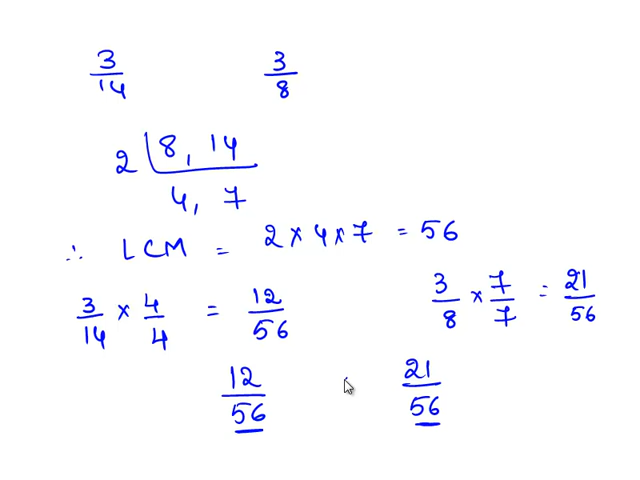 3/14 3/8
2 | 8, 14
4, 7
∴ LCM = 2 × 4 × 7 = 56
3/14 × 4/4 = 12/56 3/8 × 7/7 = 21/56
12/56 21/56